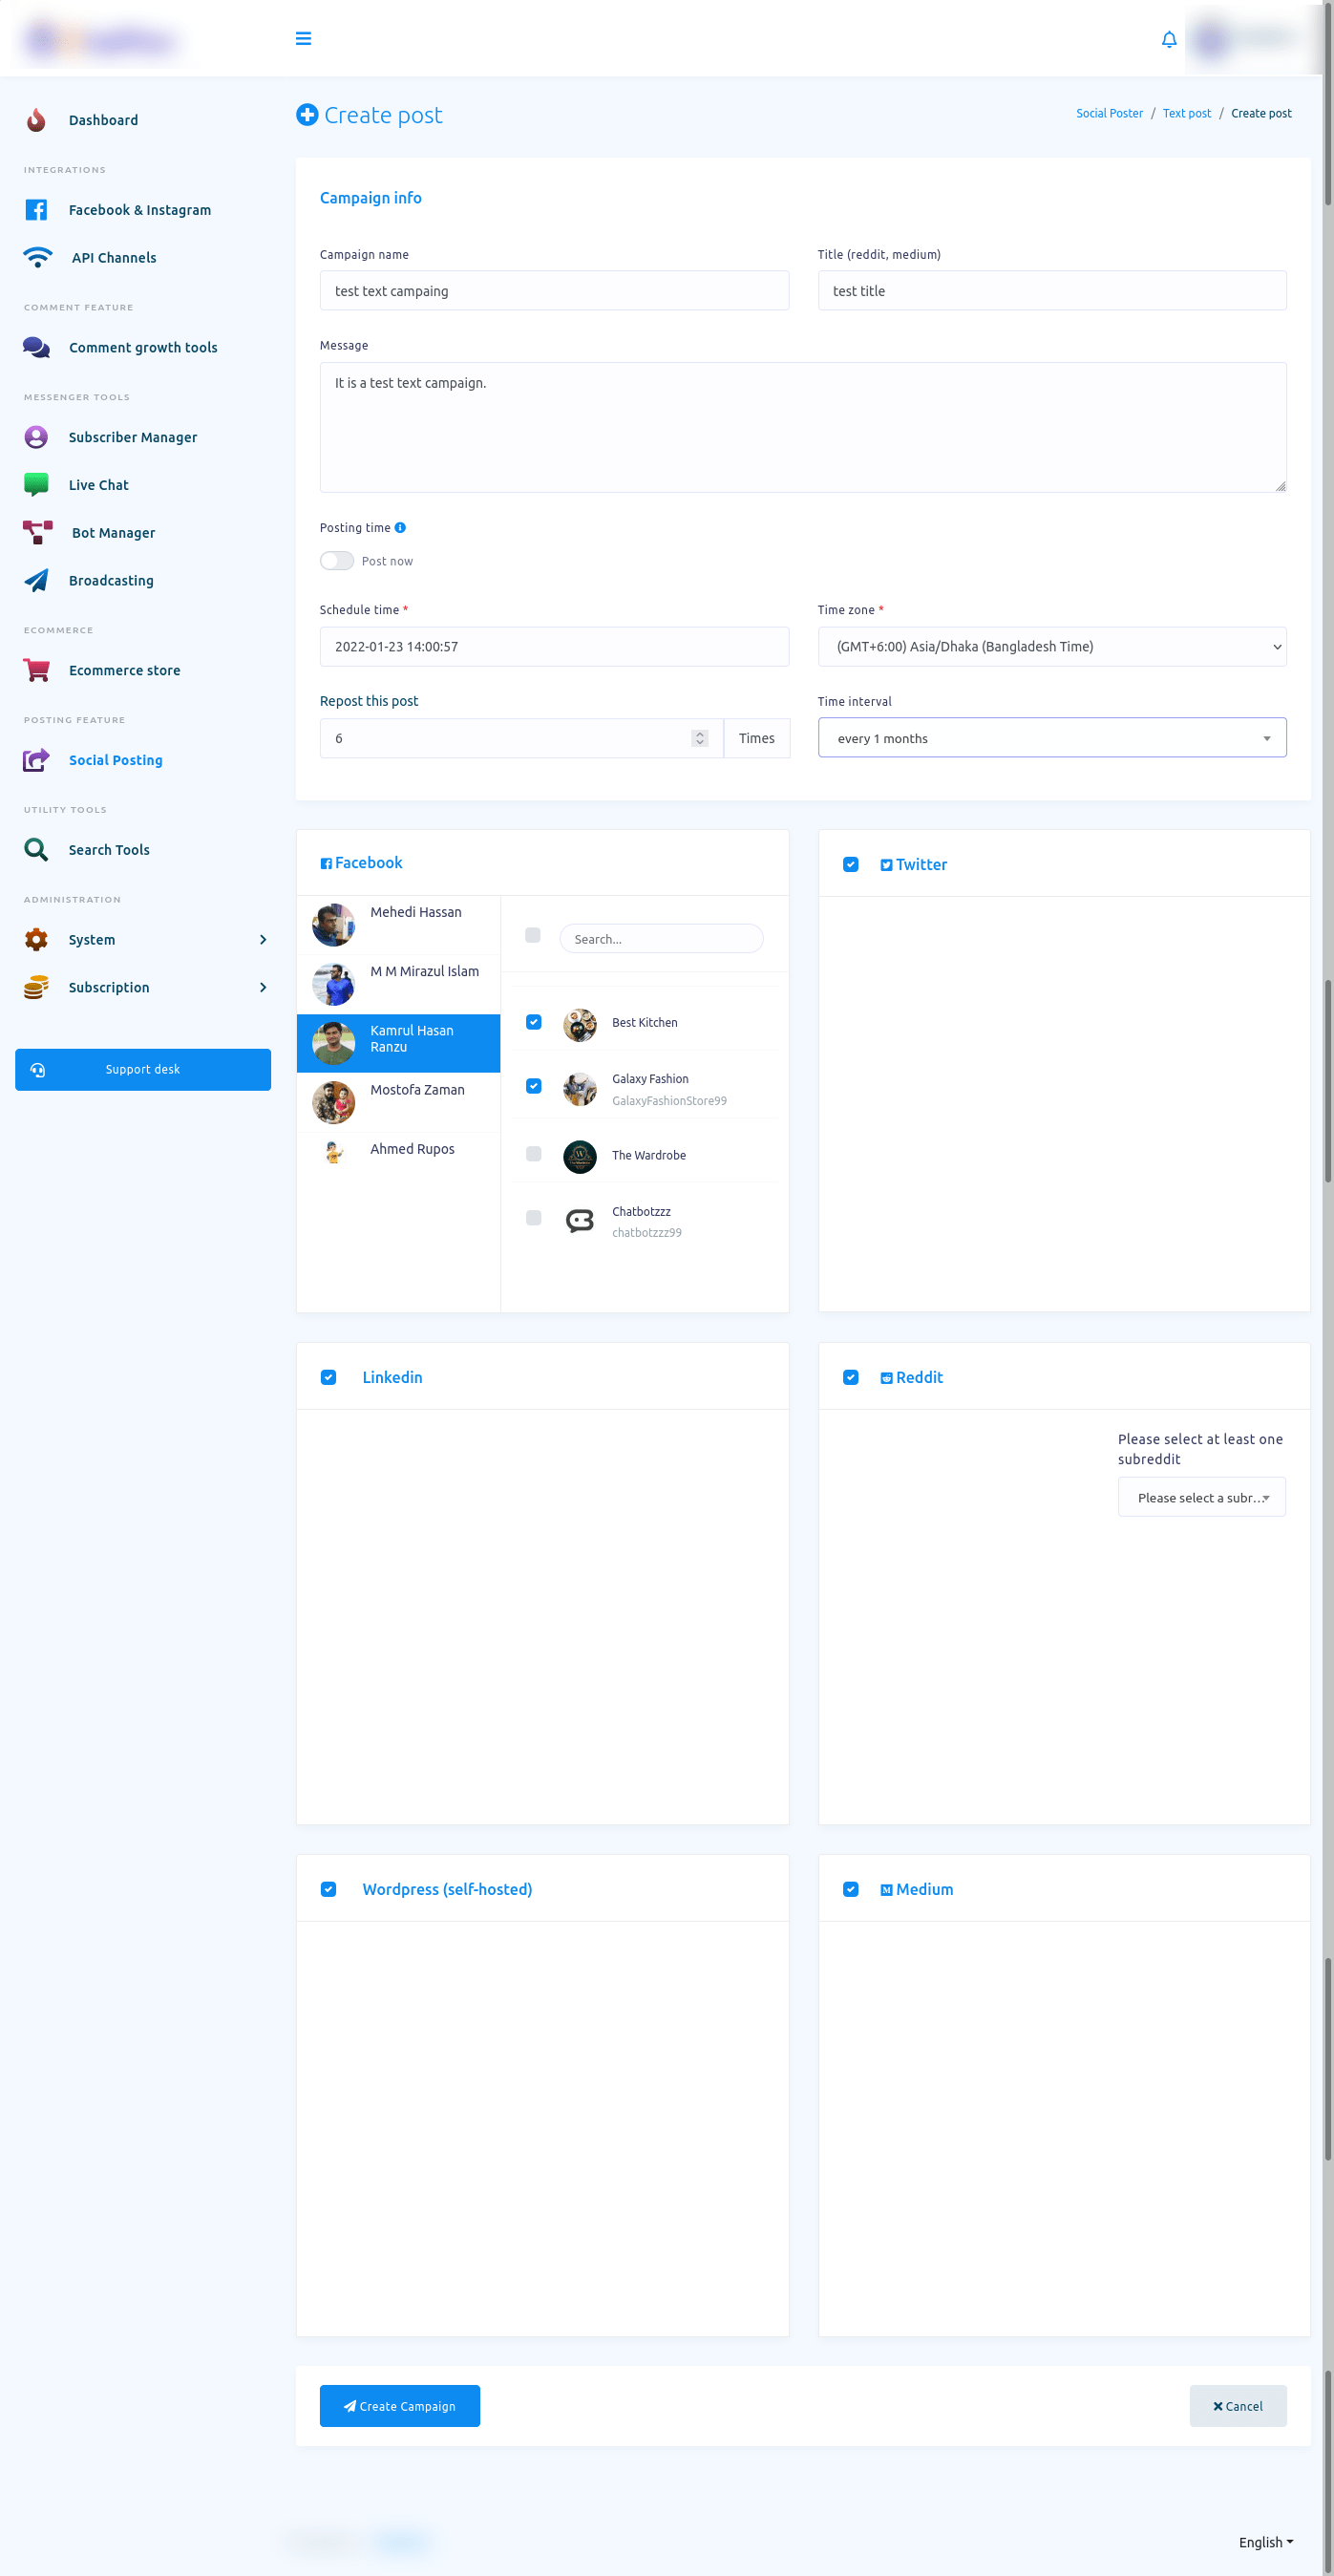 Create post
Social Poster / Text post / Create post
Dashboard
INTEGRATIONS
Facebook & Instagram
API Channels
COMMENT FEATURE
Comment growth tools
MESSENGER TOOLS
Subscriber Manager
Live Chat
Bot Manager
Broadcasting
ECOMMERCE
Ecommerce store
POSTING FEATURE
Social Posting
UTILITY TOOLS
Search Tools
ADMINISTRATION
System
Subscription
Support desk
Campaign info
Campaign name
test text campaing
Title (reddit, medium)
test title
Message
It is a test text campaign.
Posting time
Post now
Schedule time *
2022-01-23 14:00:57
Time zone *
(GMT+6:00) Asia/Dhaka (Bangladesh Time)
Repost this post
6 Times
Time interval
every 1 months
Facebook
Mehedi Hassan
M M Mirazul Islam
Kamrul Hasan
Ranzu
Mostofa Zaman
Ahmed Rupos
Search...
Best Kitchen
Galaxy Fashion
GalaxyFashionStore99
The Wardrobe
Chatbotzzz
chatbotzzz99
Twitter
Linkedin
Reddit
Please select at least one
subreddit
Please select a subr...
Wordpress (self-hosted)
Medium
Create Campaign
Cancel
English